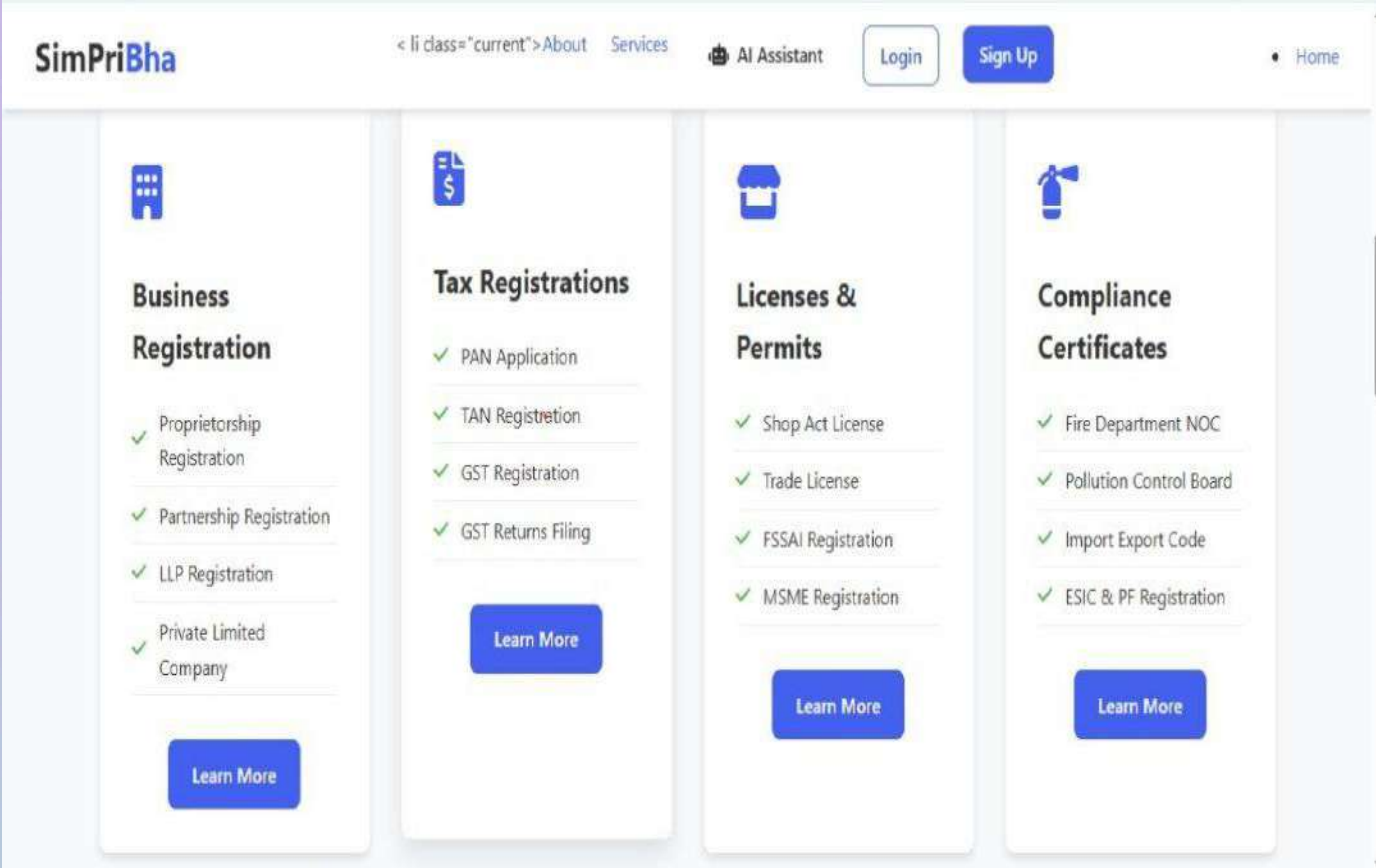 SimPriBha
< li class="current">About Services
AI Assistant
Login
Sign Up
Home
Business
Registration
Proprietorship
Registration
Partnership Registration
LLP Registration
Private Limited
Company
Learn More
Tax Registrations
PAN Application
TAN Registration
GST Registration
GST Returns Filing
Learn More
Licenses &
Permits
Shop Act License
Trade License
FSSAI Registration
MSME Registration
Learn More
Compliance
Certificates
Fire Department NOC
Pollution Control Board
Import Export Code
ESIC & PF Registration
Learn More